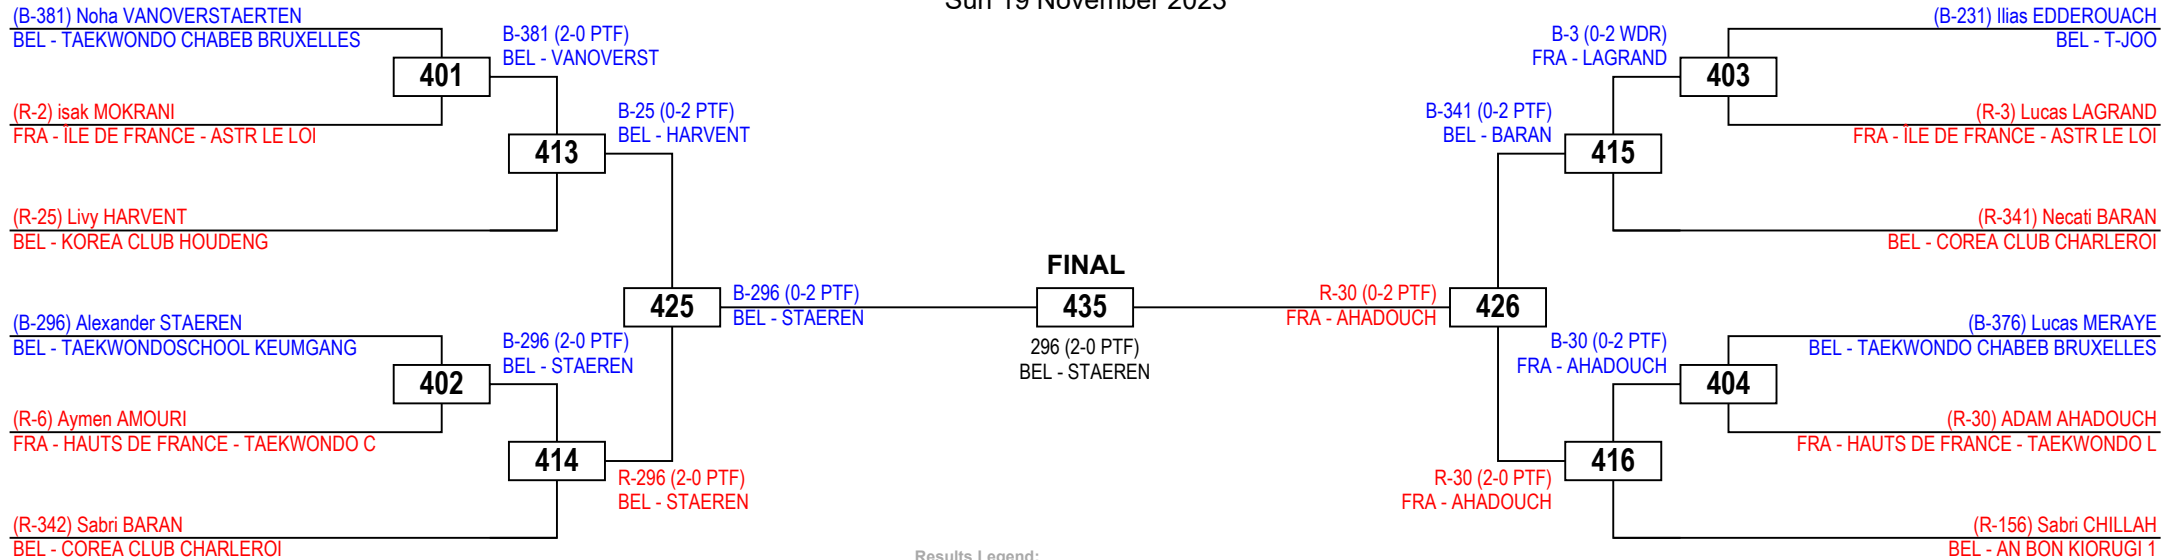 Sun 19 November 2023
(B-381) Noha VANOVERSTAERTEN
BEL - TAEKWONDO CHABEB BRUXELLES
401
(R-2) isak MOKRANI
FRA - ÎLE DE FRANCE - ASTR LE LOI
B-381 (2-0 PTF)
BEL - VANOVERST
413
(R-25) Livy HARVENT
BEL - KOREA CLUB HOUDENG
B-25 (0-2 PTF)
BEL - HARVENT
425
(B-296) Alexander STAEREN
BEL - TAEKWONDOSCHOOL KEUMGANG
402
(R-6) Aymen AMOURI
FRA - HAUTS DE FRANCE - TAEKWONDO C
B-296 (2-0 PTF)
BEL - STAEREN
414
(R-342) Sabri BARAN
BEL - COREA CLUB CHARLEROI
R-296 (2-0 PTF)
BEL - STAEREN
B-296 (0-2 PTF)
BEL - STAEREN
FINAL
435
296 (2-0 PTF)
BEL - STAEREN
R-30 (0-2 PTF)
FRA - AHADOUCH
426
B-341 (0-2 PTF)
BEL - BARAN
415
B-3 (0-2 WDR)
FRA - LAGRAND
403
(B-231) Ilias EDDEROUACH
BEL - T-JOO
(R-3) Lucas LAGRAND
FRA - ÎLE DE FRANCE - ASTR LE LOI
(R-341) Necati BARAN
BEL - COREA CLUB CHARLEROI
B-30 (0-2 PTF)
FRA - AHADOUCH
404
(B-376) Lucas MERAYE
BEL - TAEKWONDO CHABEB BRUXELLES
(R-30) ADAM AHADOUCH
FRA - HAUTS DE FRANCE - TAEKWONDO L
R-30 (2-0 PTF)
FRA - AHADOUCH
416
(R-156) Sabri CHILLAH
BEL - AN BON KIORUGI 1
Results Legend: